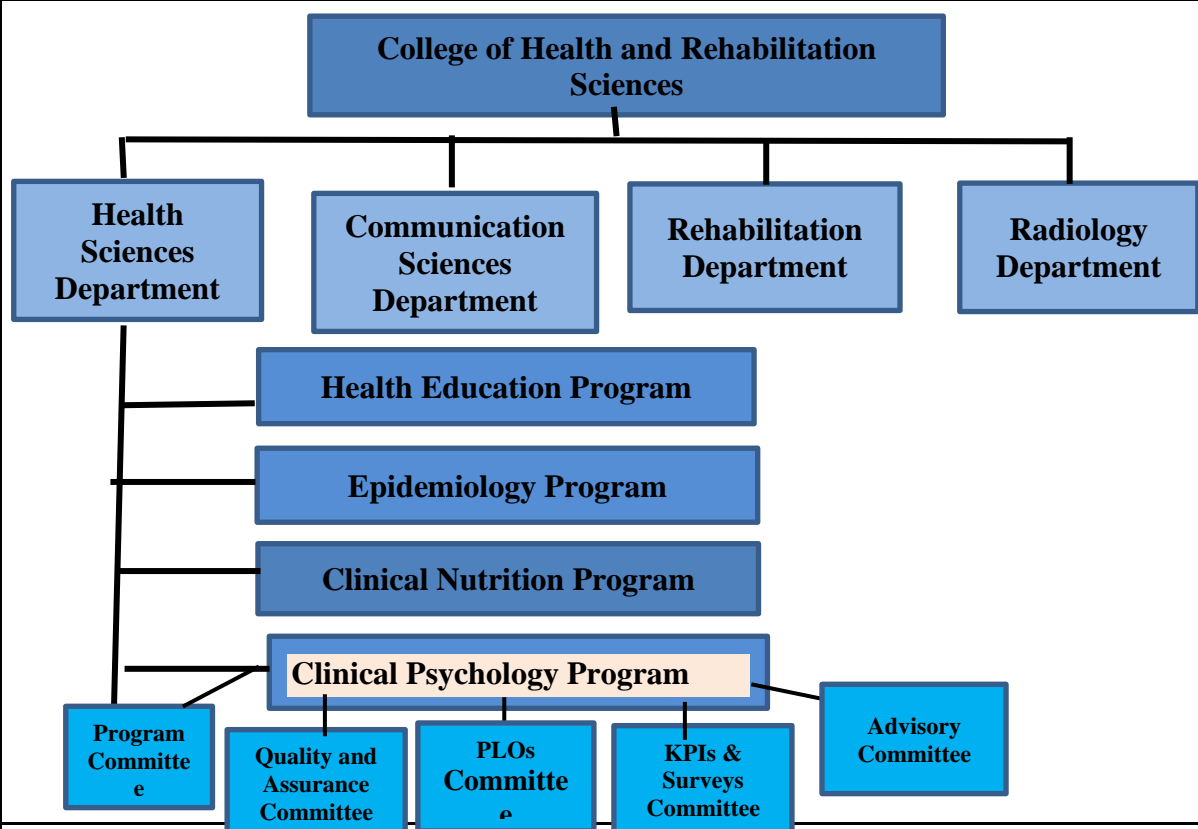 College of Health and Rehabilitation
Sciences
Health
Sciences
Department
Communication
Sciences
Department
Rehabilitation
Department
Radiology
Department
Health Education Program
Epidemiology Program
Clinical Nutrition Program
Clinical Psychology Program
Program
Committe
e
Quality and
Assurance
Committee
PLOs
Committe
e
KPIs &
Surveys
Committee
Advisory
Committee